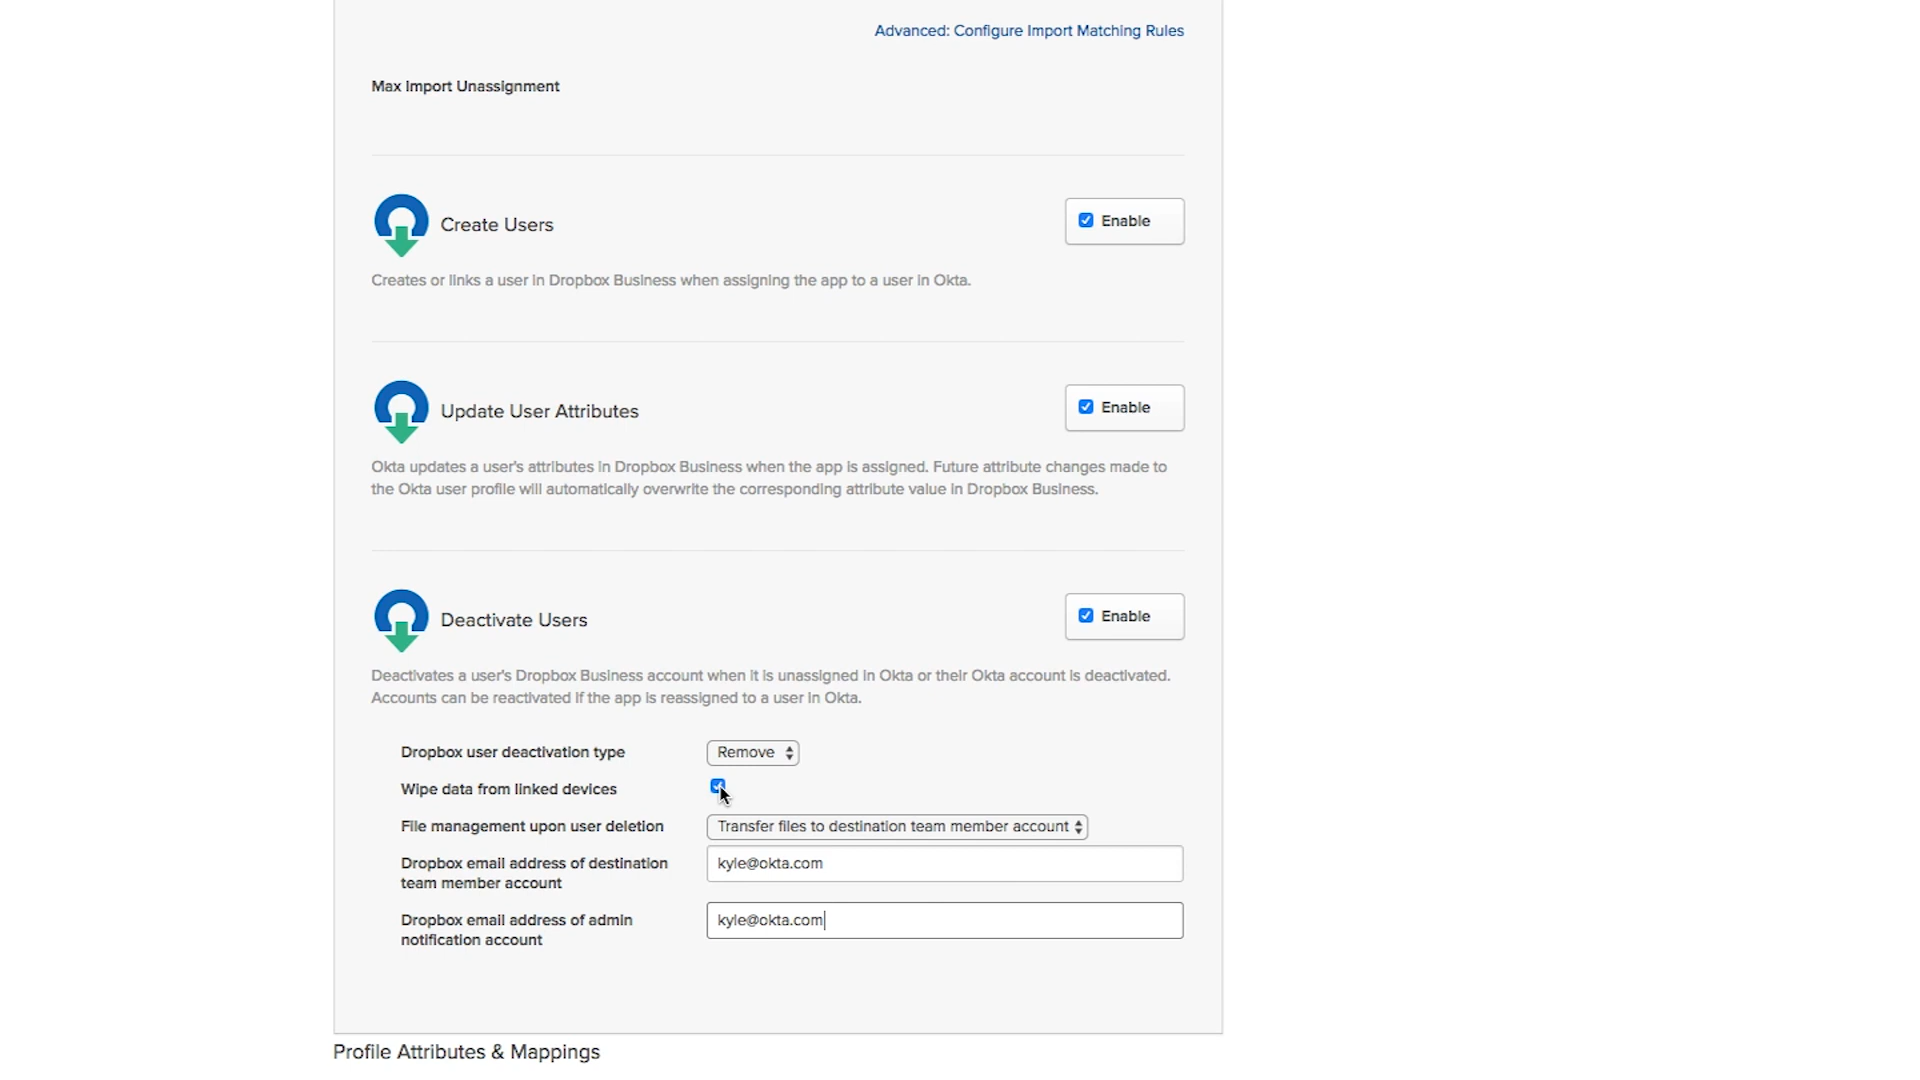 Advanced: Configure Import Matching Rules
Max Import Unassignment
Create Users
Enable
Creates or links a user in Dropbox Business when assigning the app to a user in Okta.
Update User Attributes
Enable
Okta updates a user's attributes in Dropbox Business when the app is assigned. Future attribute changes made to
the Okta user profile will automatically overwrite the corresponding attribute value in Dropbox Business.
Deactivate Users
Enable
Deactivates a user's Dropbox Business account when it is unassigned in Okta or their Okta account is deactivated.
Accounts can be reactivated if the app is reassigned to a user in Okta.
Dropbox user deactivation type
Remove
Wipe data from linked devices
File management upon user deletion
Transfer files to destination team member account
Dropbox email address of destination
team member account
kyle@okta.com
Dropbox email address of admin
notification account
kyle@okta.com
Profile Attributes & Mappings